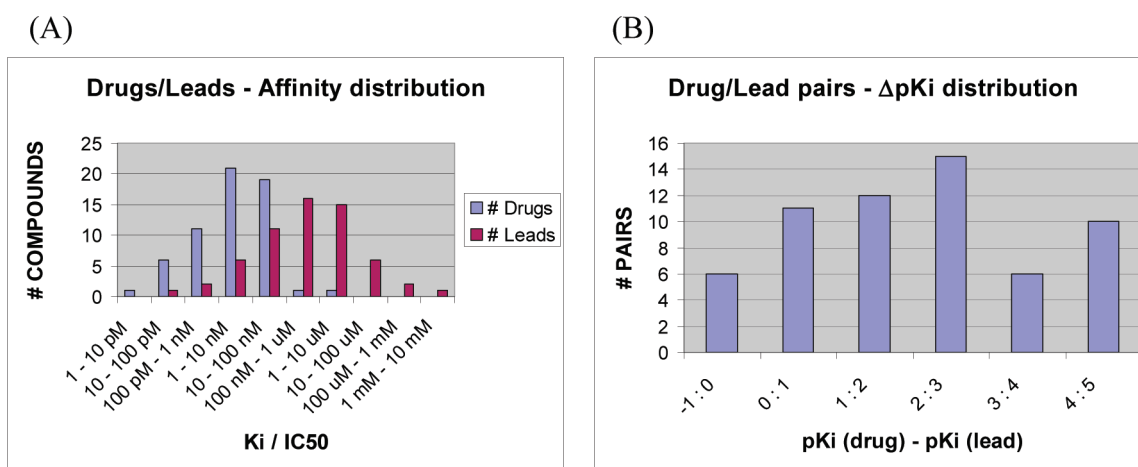 (A)
Drugs/Leads - Affinity distribution
# COMPOUNDS
25
20
15
10
5
0
1 - 10 pM
10 - 100 pM
100 pM - 1 nM
1 - 10 nM
10 - 100 nM
100 nM - 1 uM
1 - 10 uM
10 - 100 uM
100 uM - 1 mM
1 mM - 10 mM
Ki / IC50
# Drugs
# Leads
(B)
Drug/Lead pairs - ΔpKi distribution
# PAIRS
16
14
12
10
8
6
4
2
0
-1 : 0
0 : 1
1 : 2
2 : 3
3 : 4
4 : 5
pKi (drug) - pKi (lead)